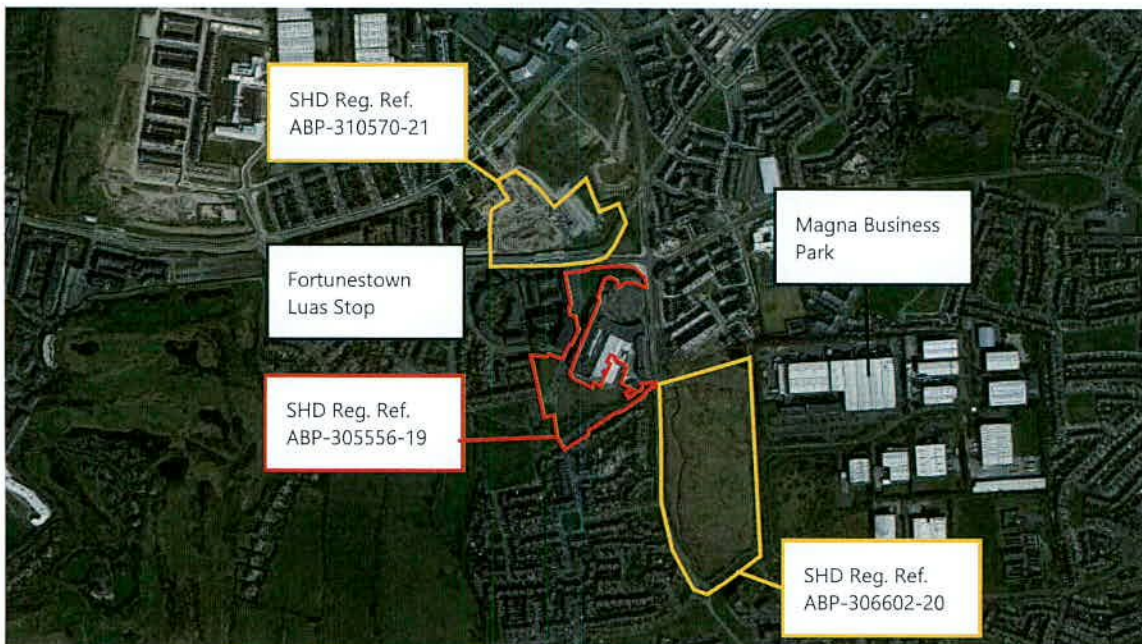 SHD Reg. Ref.
ABP-310570-21
Magna Business
Park
Fortunestown
Luas Stop
SHD Reg. Ref.
ABP-305556-19
SHD Reg. Ref.
ABP-306602-20